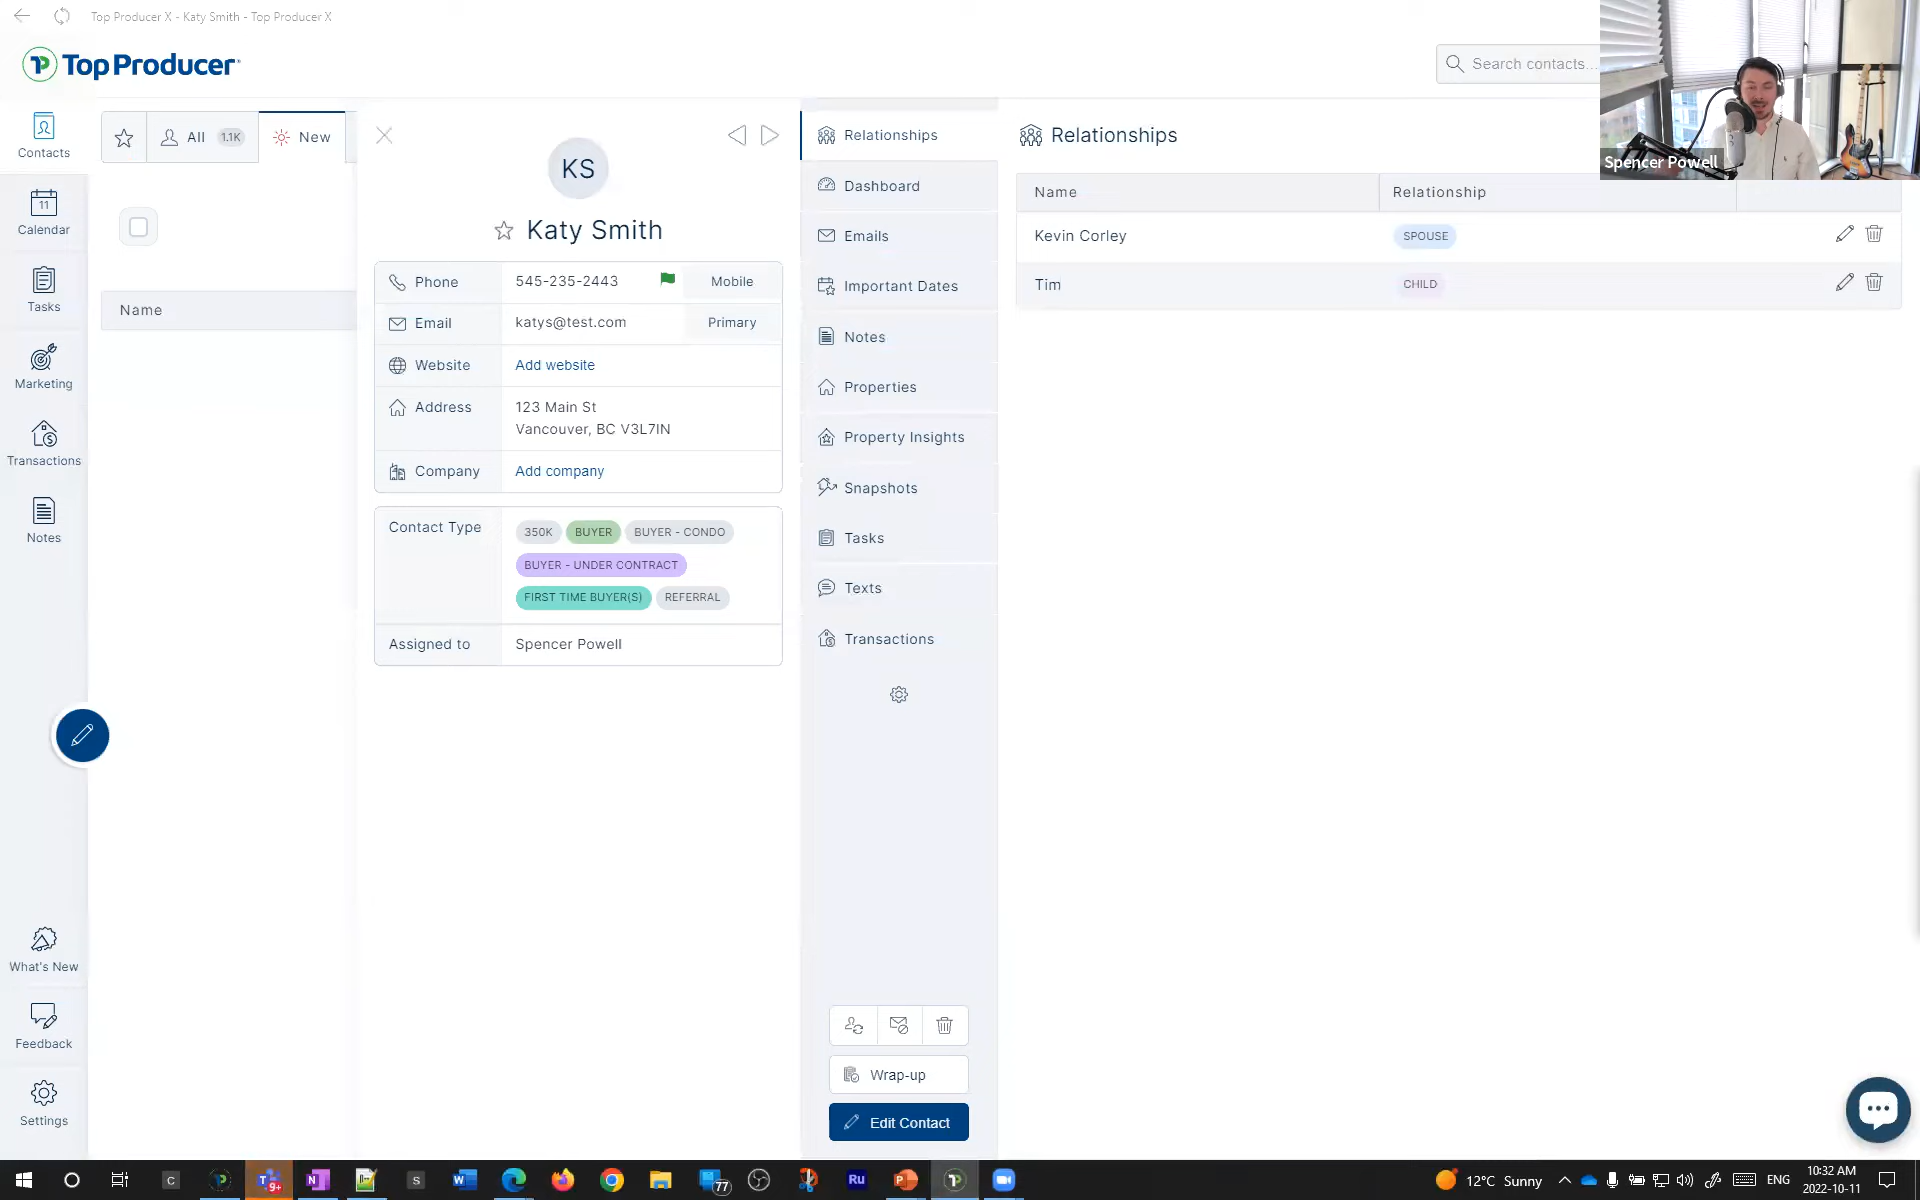 Top Producer X - Katy Smith - Top Producer X
Top Producer
Search contacts...
Spencer Powell
Contacts
Calendar
11
Tasks
Marketing
Transactions
Notes
What's New
Feedback
Settings
All 1.1K
New
Name
KS
Katy Smith
Phone 545-235-2443 Mobile
Email katys@test.com Primary
Website Add website
Address 123 Main St
Vancouver, BC V3L7IN
Company Add company
Contact Type 350K BUYER BUYER - CONDO
BUYER - UNDER CONTRACT
FIRST TIME BUYER(S) REFERRAL
Assigned to Spencer Powell
Relationships
Dashboard
Emails
Important Dates
Notes
Properties
Property Insights
Snapshots
Tasks
Texts
Transactions
Wrap-up
Edit Contact
Relationships
Name Relationship
Kevin Corley SPOUSE
Tim CHILD
C
9+
N
S
W
77
Ru
P
12°C Sunny
ENG
10:32 AM
2022-10-11